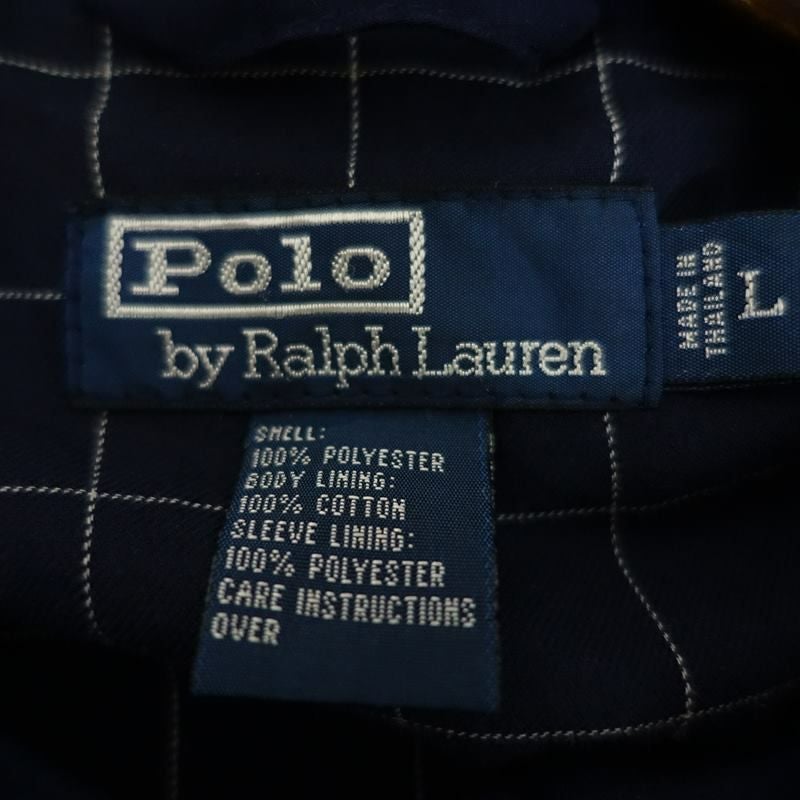 Polo
by Ralph Lauren
MADE IN
THAILAND
L
SHELL:
100% POLYESTER
BODY LINING:
100% COTTON
SLEEVE LINING:
100% POLYESTER
CARE INSTRUCTIONS
OVER